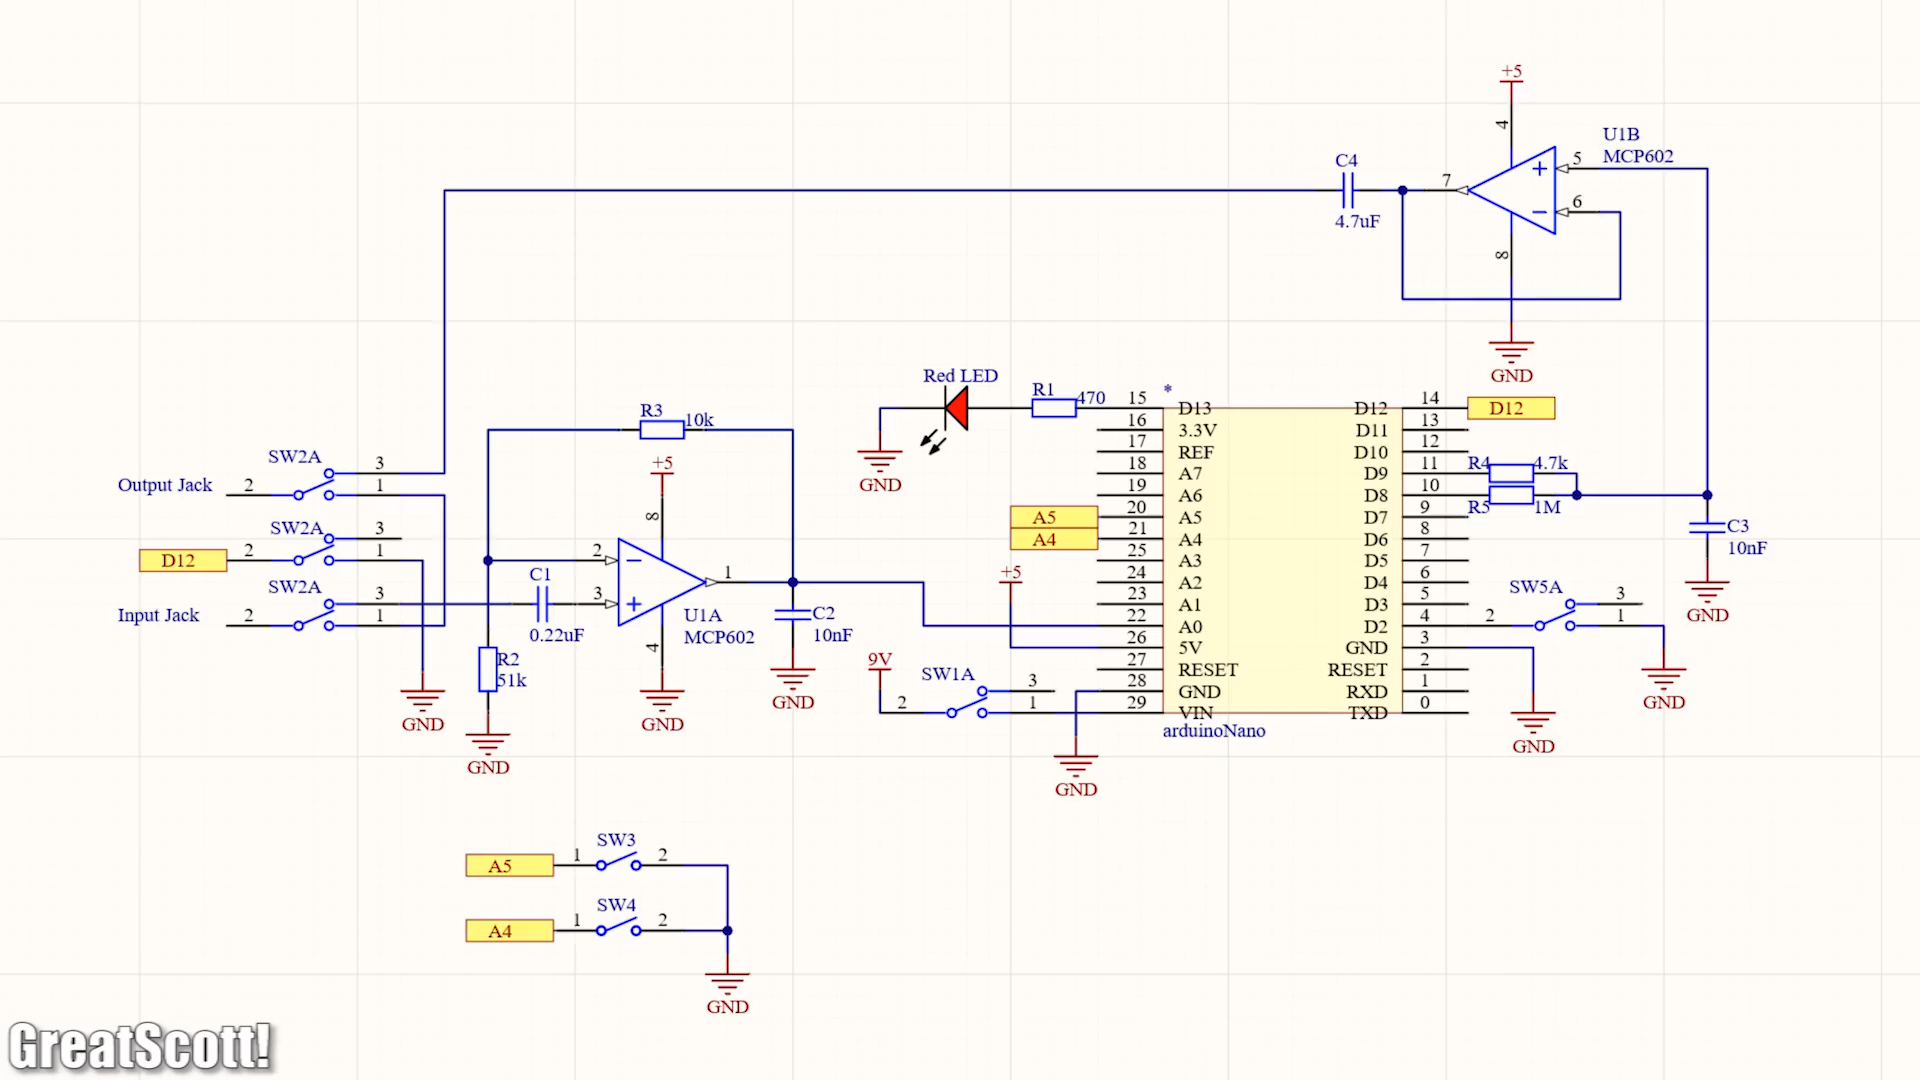 +5
4
U1B
MCP602
5
7
6
8
C4
4.7uF
GND
Red LED
R1
470
GND
15 D13
16 3.3V
17 REF
18 A7
19 A6
20 A5
21 A4
25 A3
24 A2
23 A1
22 A0
26 5V
27 RESET
28 GND
29 VIN
*
D12 14
D11 13
D10 12
D9 11
D8 10
D7 9
D6 8
D5 7
D4 6
D3 5
D2 4
GND 3
RESET 2
RXD 1
TXD 0
arduinoNano
D12
R4
4.7k
R5
1M
C3
10nF
GND
A5
A4
+5
SW5A
2
3
1
GND
GND
9V
SW1A
2
3
1
GND
R3
10k
+5
8
2
3
1
4
U1A
MCP602
C1
0.22uF
C2
10nF
GND
GND
R2
51k
GND
SW2A
Output Jack
2
3
1
SW2A
D12
2
3
1
SW2A
Input Jack
2
3
1
GND
SW3
A5
1
2
SW4
A4
1
2
GND
GreatScott!